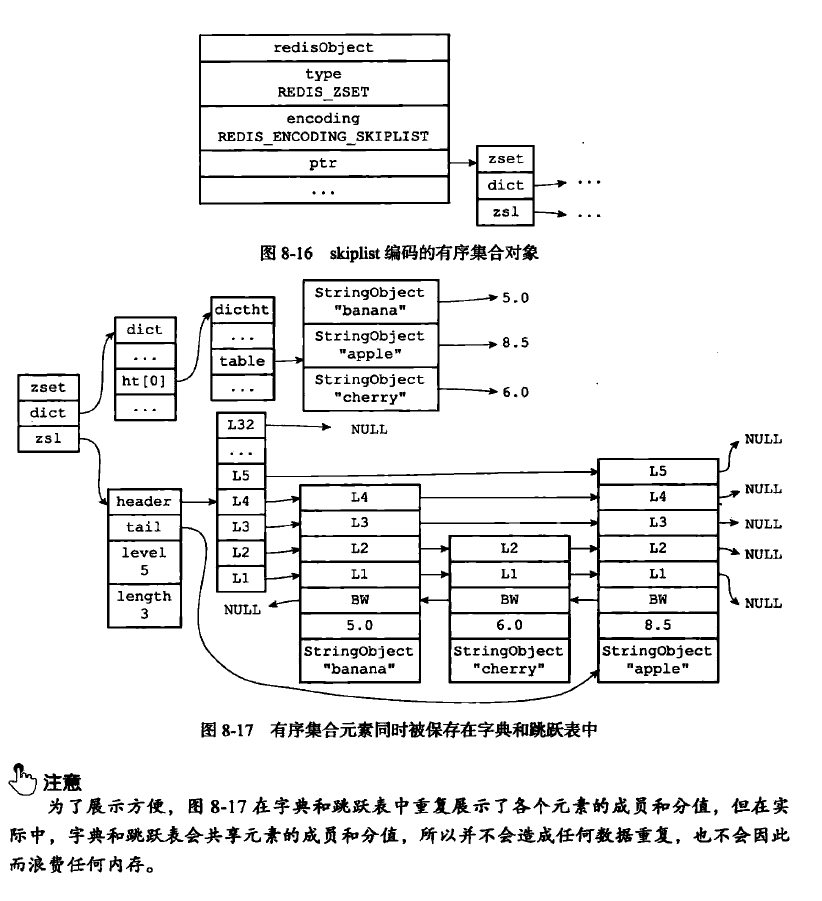 redisObject
type
REDIS_ZSET
encoding
REDIS_ENCODING_SKIPLIST
ptr
...
zset
dict
zsl
...
...
图 8-16 skiplist 编码的有序集合对象
zset
dict
zsl
dict
...
ht[0]
...
dictht
...
table
...
StringObject
"banana"
StringObject
"apple"
StringObject
"cherry"
5.0
8.5
6.0
header
tail
level
5
length
3
L32
...
L5
L4
L3
L2
L1
NULL
NULL
L4
L3
L2
L1
BW
5.0
StringObject
"banana"
L2
L1
BW
6.0
StringObject
"cherry"
L5
L4
L3
L2
L1
BW
8.5
StringObject
"apple"
NULL
NULL
NULL
NULL
NULL
图 8-17 有序集合元素同时被保存在字典和跳跃表中
注意
为了展示方便，图 8-17 在字典和跳跃表中重复展示了各个元素的成员和分值，但在实
际中，字典和跳跃表会共享元素的成员和分值，所以并不会造成任何数据重复，也不会因此
而浪费任何内存。